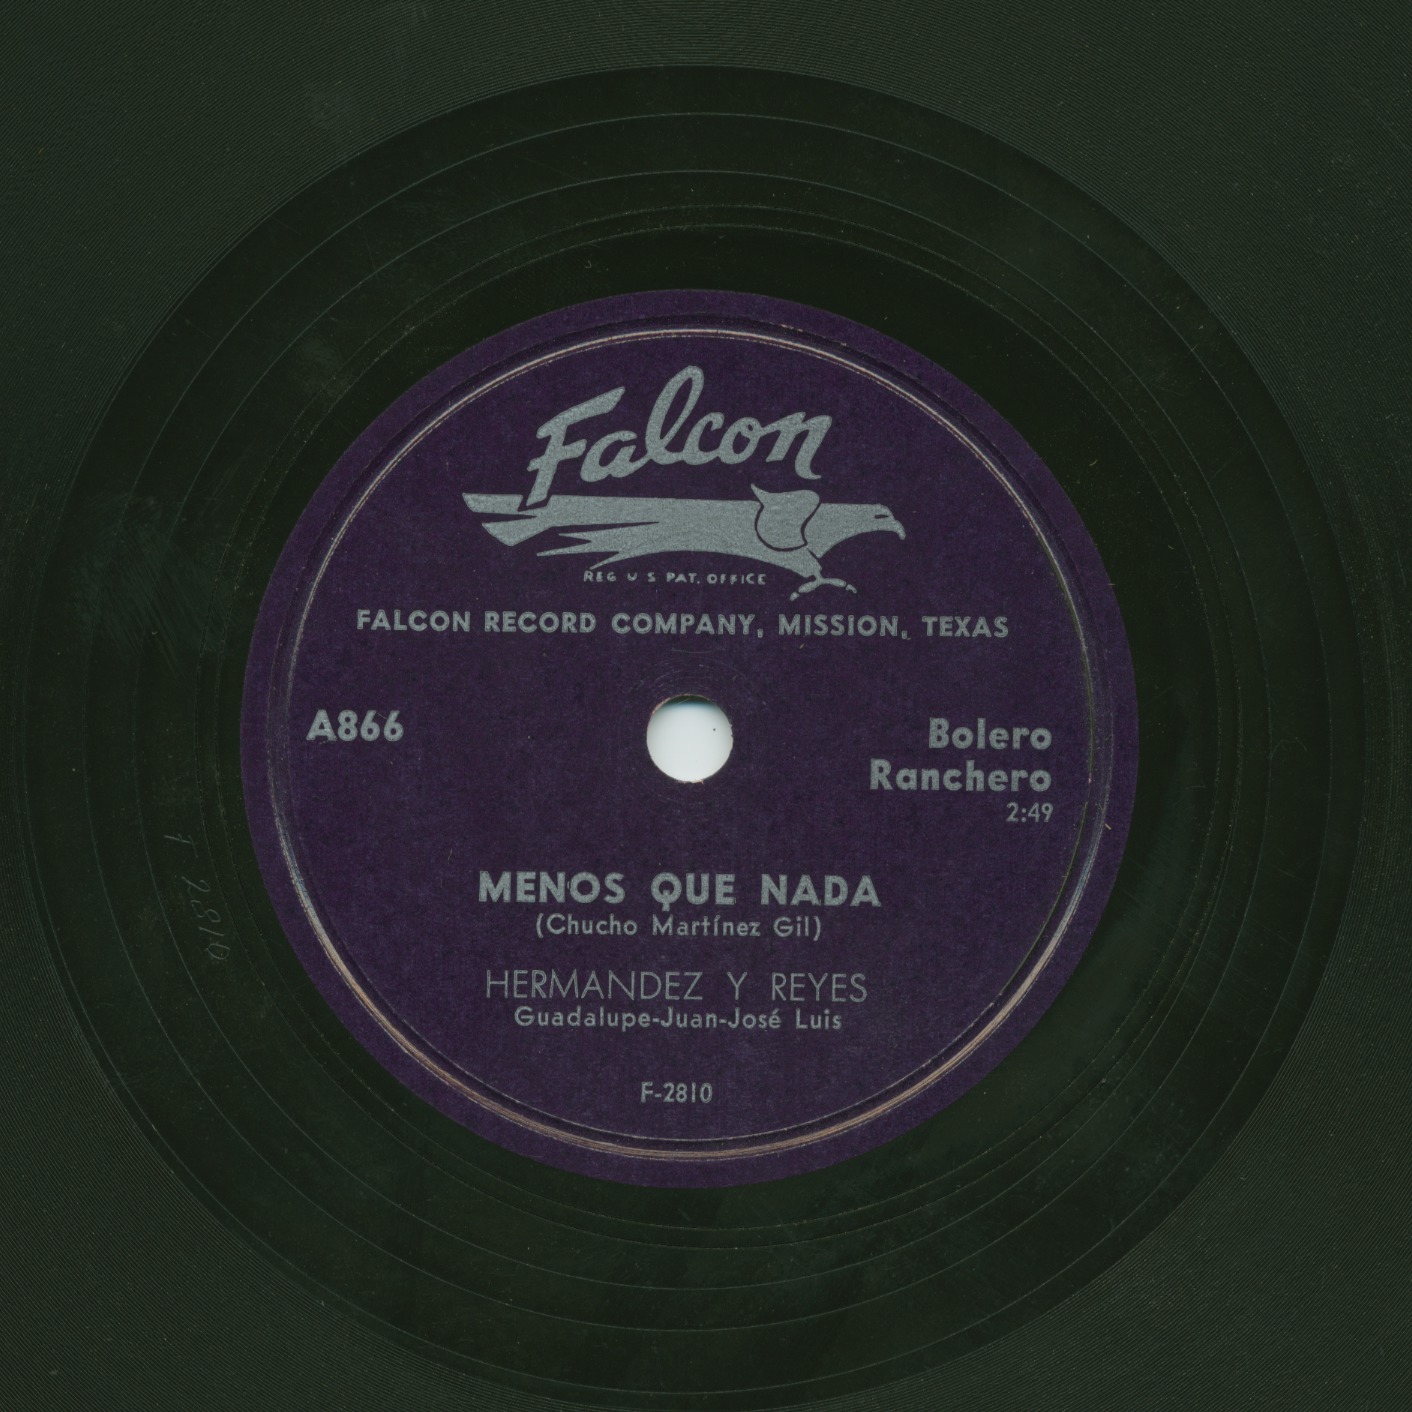 Falcon
REG U S PAT. OFFICE
FALCON RECORD COMPANY, MISSION, TEXAS
A866
Bolero
Ranchero
2:49
MENOS QUE NADA
(Chucho Martínez Gil)
HERMANDEZ Y REYES
Guadalupe-Juan-José Luis
F-2810
F 2810